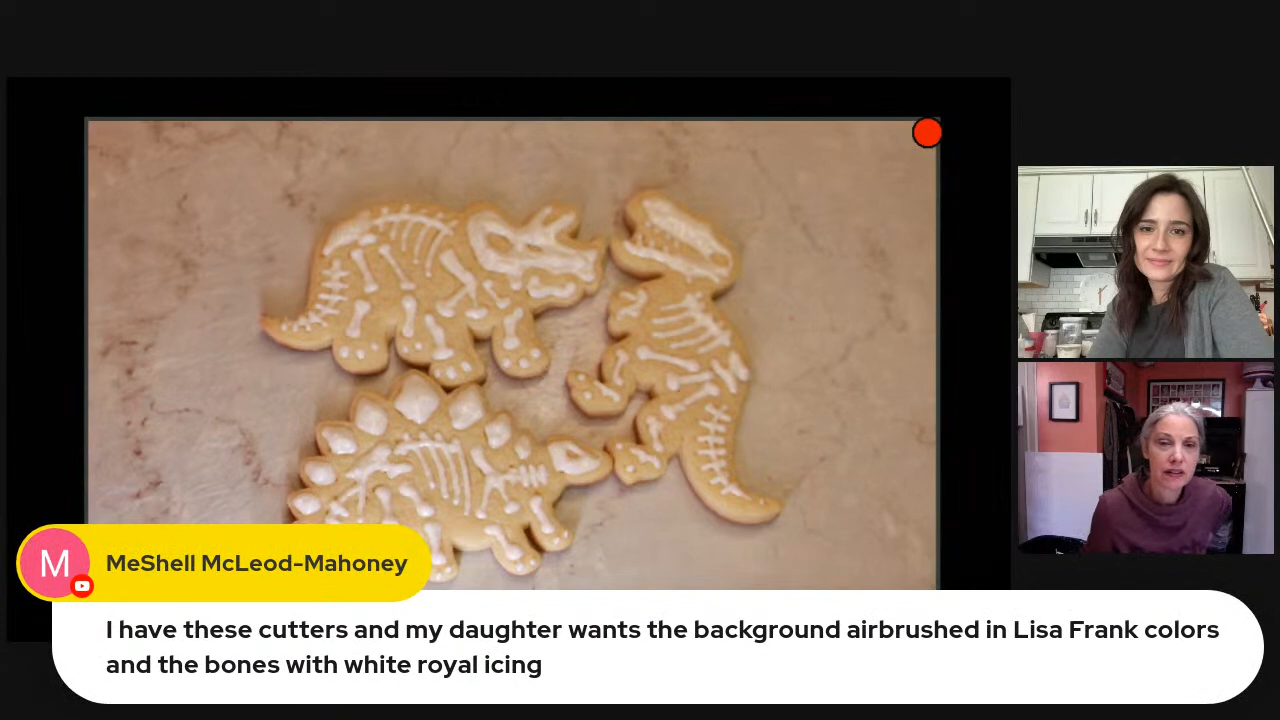 M
MeShell McLeod-Mahoney
I have these cutters and my daughter wants the background airbrushed in Lisa Frank colors
and the bones with white royal icing